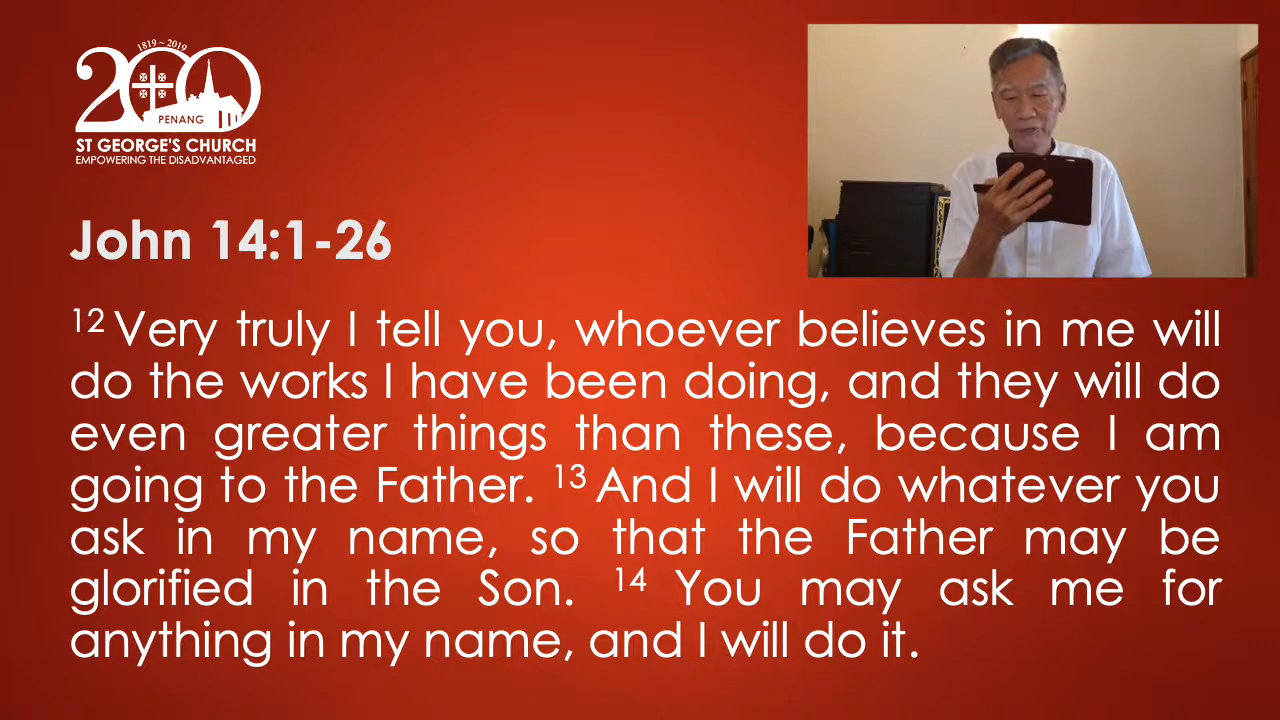 1819 ~ 2019
200
PENANG
ST GEORGE'S CHURCH
EMPOWERING THE DISADVANTAGED
John 14:1-26
12 Very truly I tell you, whoever believes in me will
do the works I have been doing, and they will do
even greater things than these, because I am
going to the Father. 13 And I will do whatever you
ask in my name, so that the Father may be
glorified in the Son. 14 You may ask me for
anything in my name, and I will do it.